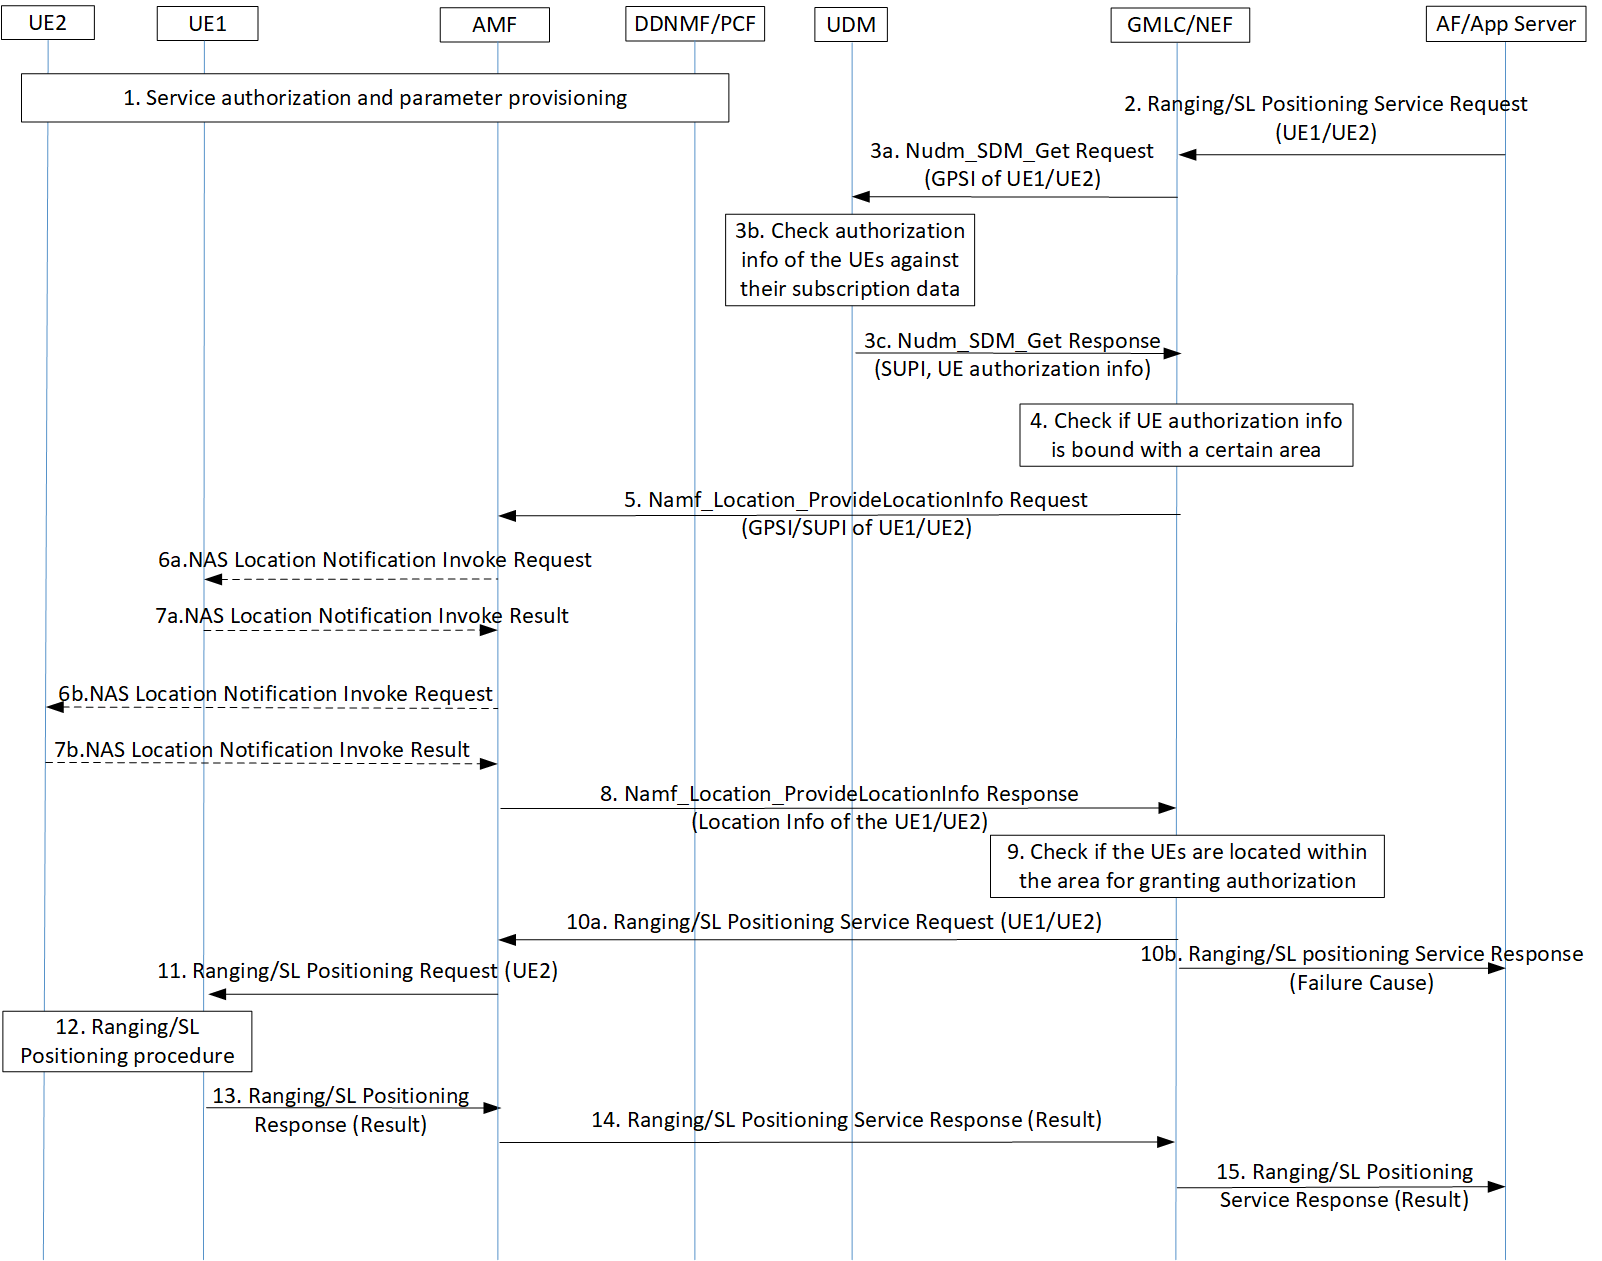 UE2
UE1
AMF
DDNMF/PCF
UDM
GMLC/NEF
AF/App Server
1. Service authorization and parameter provisioning
2. Ranging/SL Positioning Service Request
(UE1/UE2)
3a. Nudm_SDM_Get Request
(GPSI of UE1/UE2)
3b. Check authorization
info of the UEs against
their subscription data
3c. Nudm_SDM_Get Response
(SUPI, UE authorization info)
4. Check if UE authorization info
is bound with a certain area
5. Namf_Location_ProvideLocationInfo Request
(GPSI/SUPI of UE1/UE2)
6a.NAS Location Notification Invoke Request
7a.NAS Location Notification Invoke Result
6b.NAS Location Notification Invoke Request
7b.NAS Location Notification Invoke Result
8. Namf_Location_ProvideLocationInfo Response
(Location Info of the UE1/UE2)
9. Check if the UEs are located within
the area for granting authorization
10a. Ranging/SL Positioning Service Request (UE1/UE2)
10b. Ranging/SL positioning Service Response
(Failure Cause)
11. Ranging/SL Positioning Request (UE2)
12. Ranging/SL
Positioning procedure
13. Ranging/SL Positioning
Response (Result)
14. Ranging/SL Positioning Service Response (Result)
15. Ranging/SL Positioning
Service Response (Result)